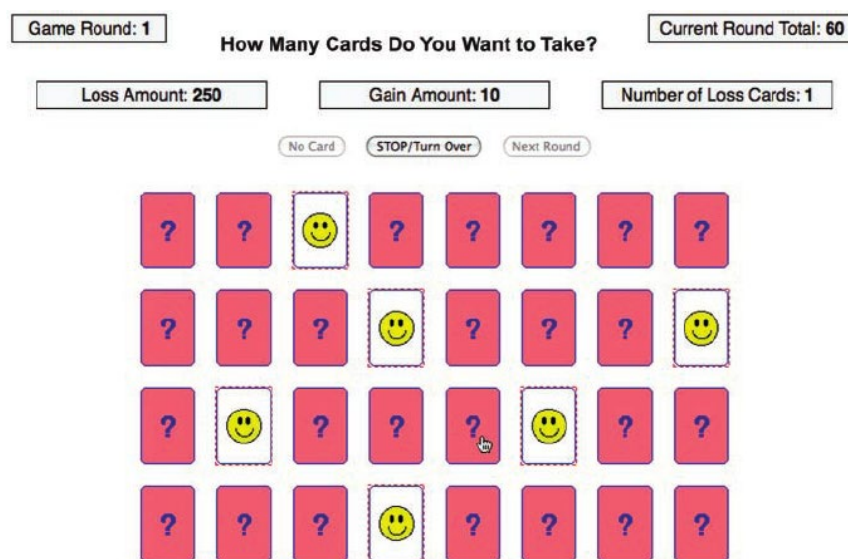 Game Round: 1
How Many Cards Do You Want to Take?
Current Round Total: 60
Loss Amount: 250
Gain Amount: 10
Number of Loss Cards: 1
No Card
STOP/Turn Over
Next Round
? ? ? ? ? ? ?
? ? ? ? ? ?
? ? ? ? ? ?
? ? ? ? ? ? ?